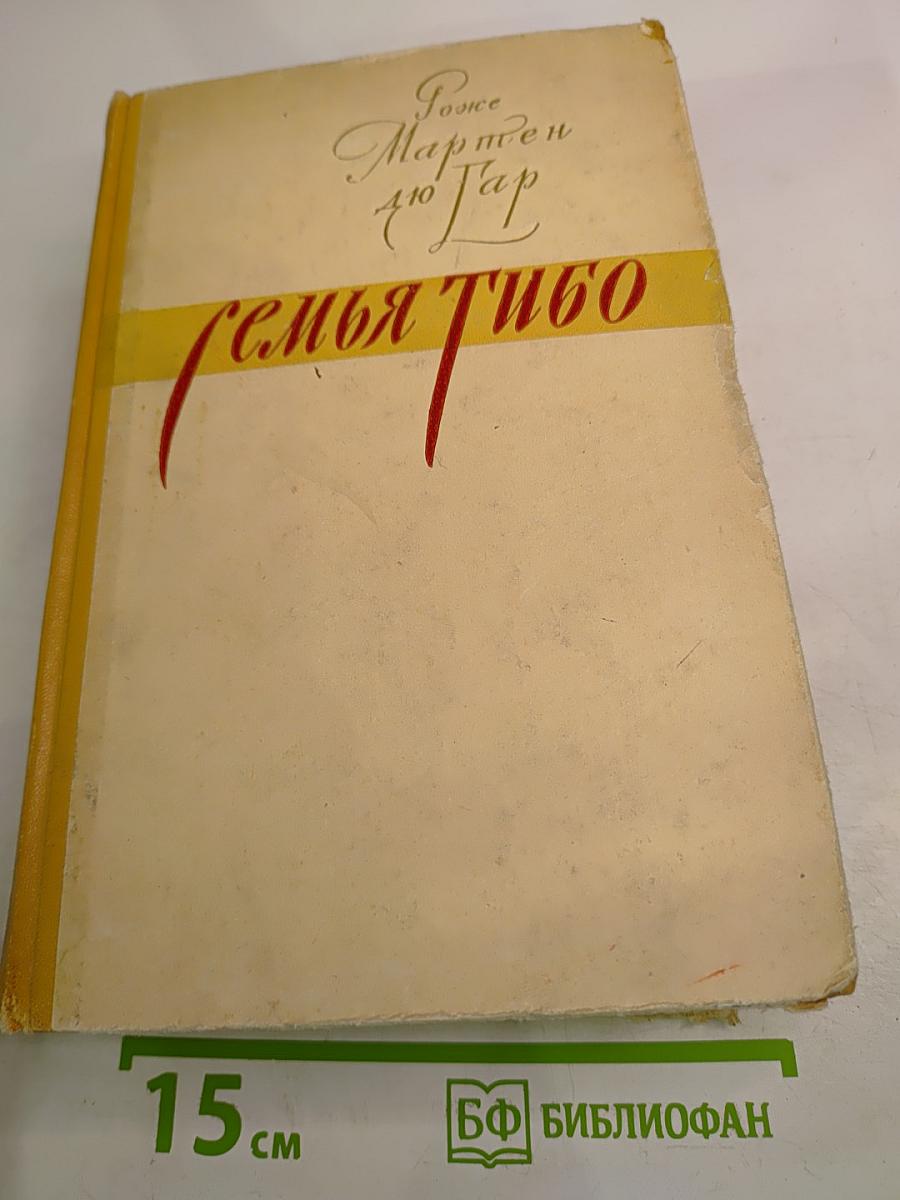 Роже
Мартен
дю Гар
Семья Тибо
15 см
БФ БИБЛИОФАН